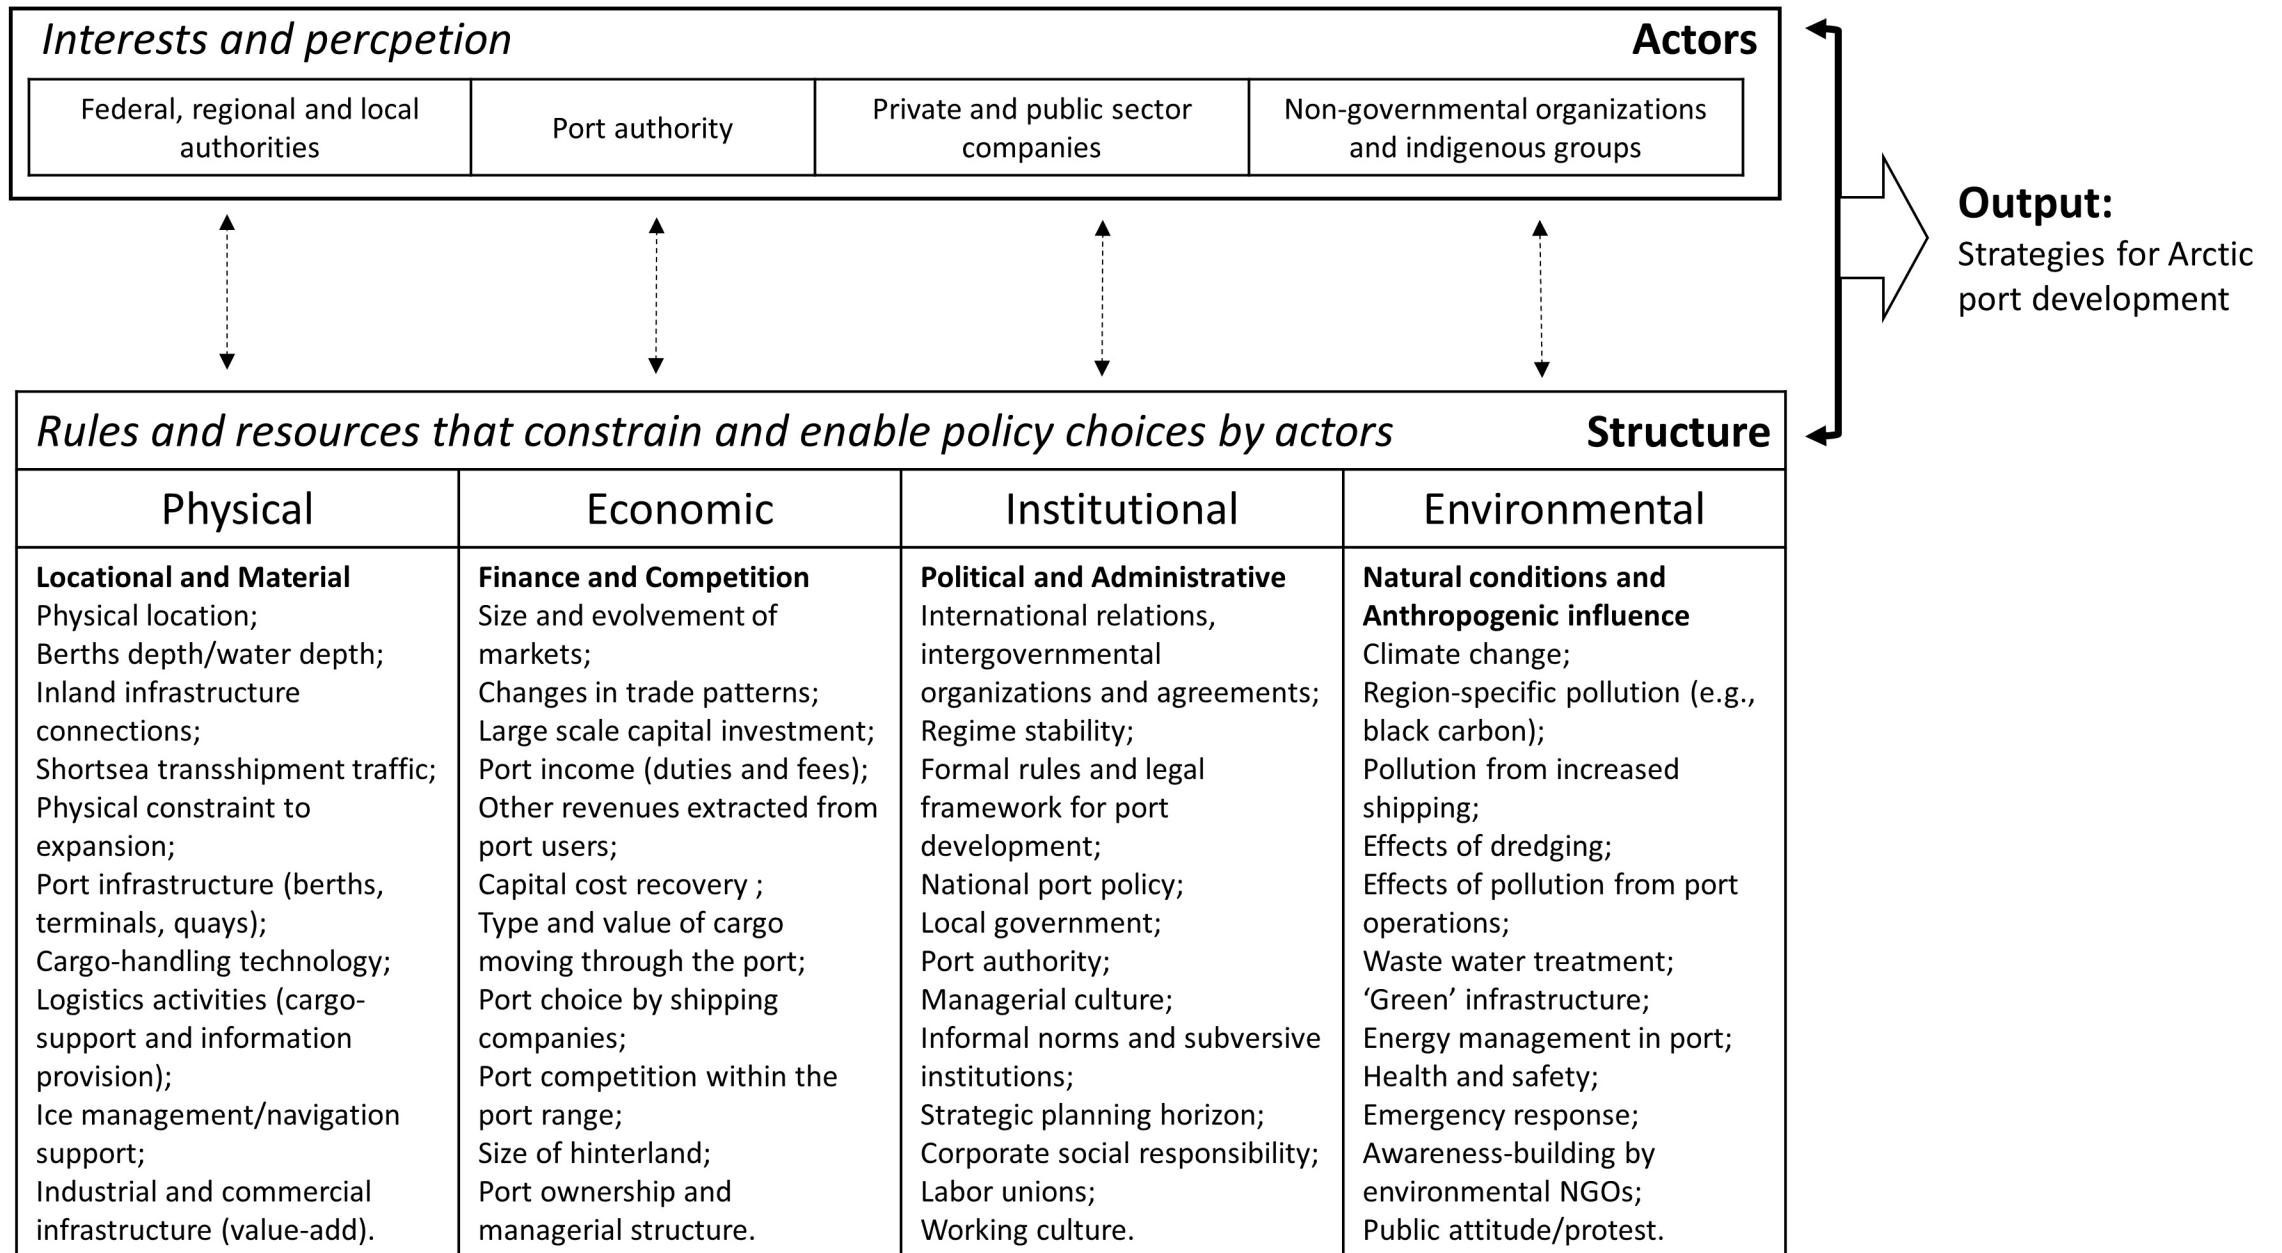 Interests and percpetion
Actors
Federal, regional and local
authorities
Port authority
Private and public sector
companies
Non-governmental organizations
and indigenous groups
Output:
Strategies for Arctic
port development
Rules and resources that constrain and enable policy choices by actors
Structure
Physical
Economic
Institutional
Environmental
Locational and Material
Physical location;
Berths depth/water depth;
Inland infrastructure
connections;
Shortsea transshipment traffic;
Physical constraint to
expansion;
Port infrastructure (berths,
terminals, quays);
Cargo-handling technology;
Logistics activities (cargo-
support and information
provision);
Ice management/navigation
support;
Industrial and commercial
infrastructure (value-add).
Finance and Competition
Size and evolvement of
markets;
Changes in trade patterns;
Large scale capital investment;
Port income (duties and fees);
Other revenues extracted from
port users;
Capital cost recovery ;
Type and value of cargo
moving through the port;
Port choice by shipping
companies;
Port competition within the
port range;
Size of hinterland;
Port ownership and
managerial structure.
Political and Administrative
International relations,
intergovernmental
organizations and agreements;
Regime stability;
Formal rules and legal
framework for port
development;
National port policy;
Local government;
Port authority;
Managerial culture;
Informal norms and subversive
institutions;
Strategic planning horizon;
Corporate social responsibility;
Labor unions;
Working culture.
Natural conditions and
Anthropogenic influence
Climate change;
Region-specific pollution (e.g.,
black carbon);
Pollution from increased
shipping;
Effects of dredging;
Effects of pollution from port
operations;
Waste water treatment;
‘Green’ infrastructure;
Energy management in port;
Health and safety;
Emergency response;
Awareness-building by
environmental NGOs;
Public attitude/protest.